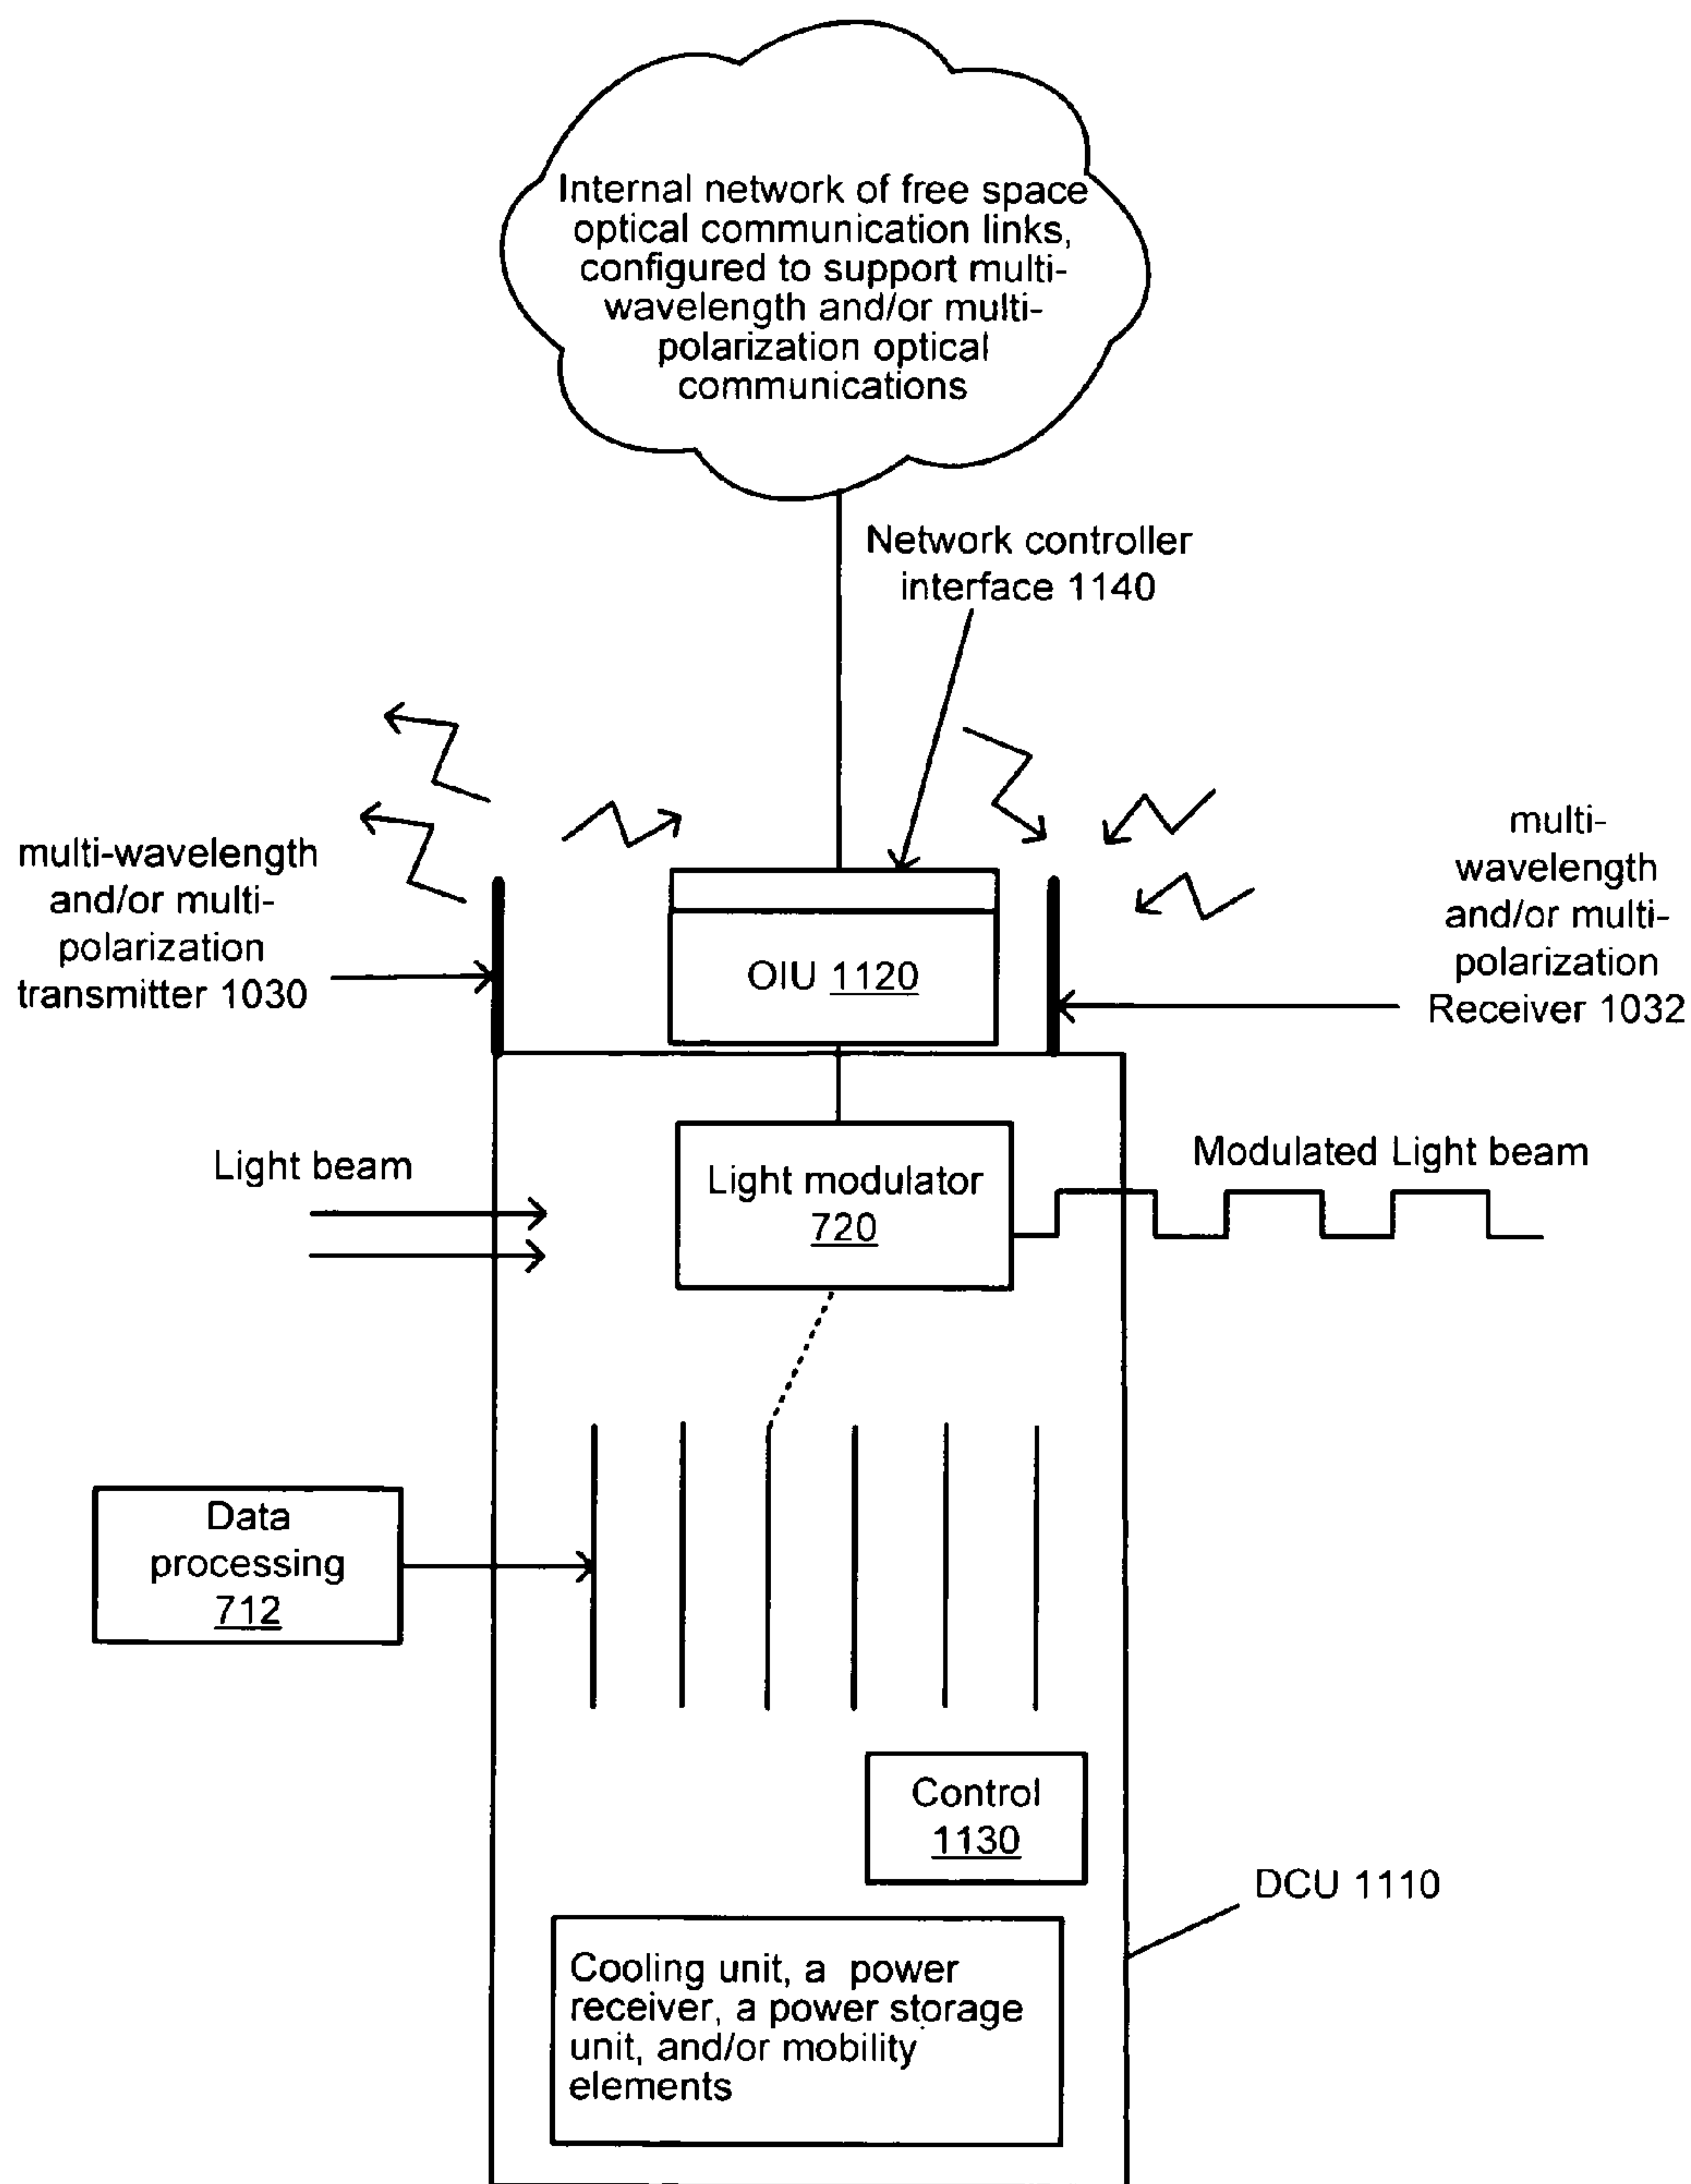 Internal network of free space
optical communication links,
configured to support multi-
wavelength and/or multi-
polarization optical
communications
Network controller
interface 1140
multi-wavelength
and/or multi-
polarization
transmitter 1030
multi-
wavelength
and/or multi-
polarization
Receiver 1032
OIU 1120
Light beam
Light modulator
720
Modulated Light beam
Data
processing
712
Control
1130
DCU 1110
Cooling unit, a power
receiver, a power storage
unit, and/or mobility
elements